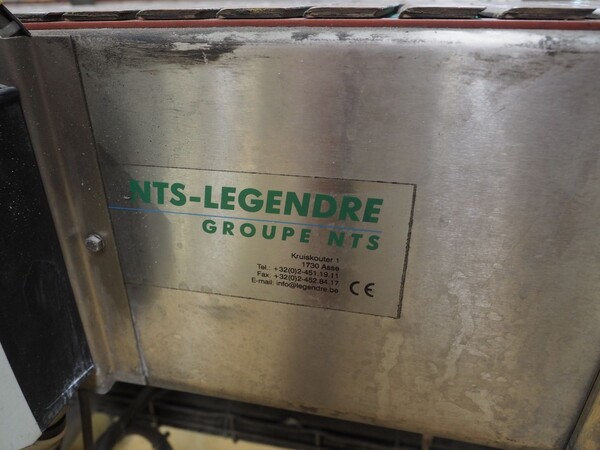 NTS-LEGENDRE
GROUPE NTS
Kruiskouter 1
1730 Asse
Tel.: +32(0)2-451.19.11
Fax: +32(0)2-452.84.17
E-mail: info@legendre.be
CE